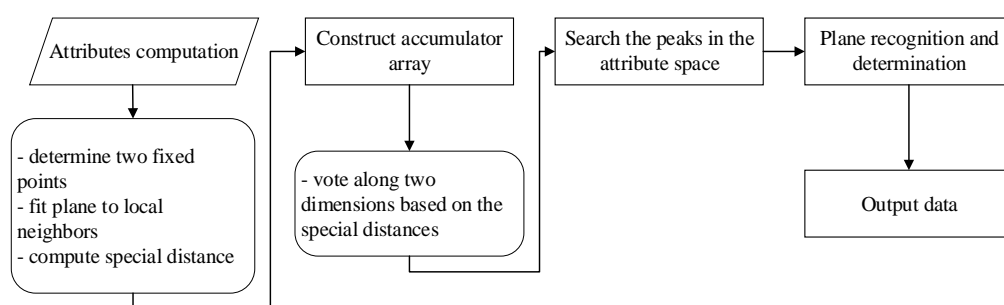 Attributes computation
- determine two fixed
points
- fit plane to local
neighbors
- compute special distance
Construct accumulator
array
- vote along two
dimensions based on the
special distances
Search the peaks in the
attribute space
Plane recognition and
determination
Output data